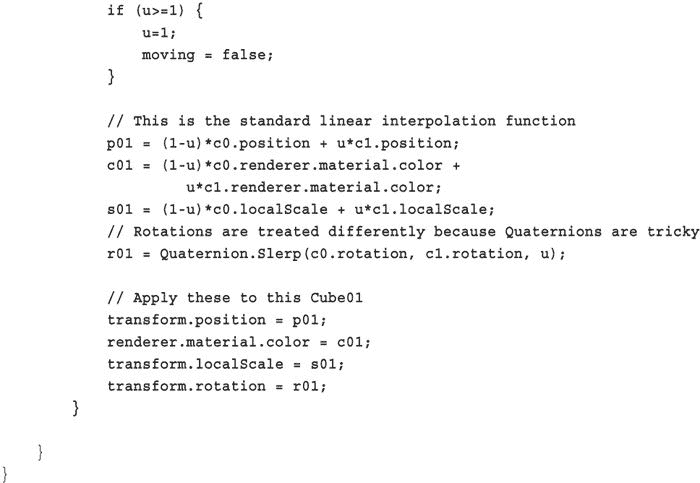 if (u>=1) {
u=1;
moving = false;
}
// This is the standard linear interpolation function
p01 = (1-u)*c0.position + u*c1.position;
c01 = (1-u)*c0.renderer.material.color +
u*c1.renderer.material.color;
s01 = (1-u)*c0.localScale + u*c1.localScale;
// Rotations are treated differently because Quaternions are tricky
r01 = Quaternion.Slerp(c0.rotation, c1.rotation, u);
// Apply these to this Cube01
transform.position = p01;
renderer.material.color = c01;
transform.localScale = s01;
transform.rotation = r01;
}
}
}